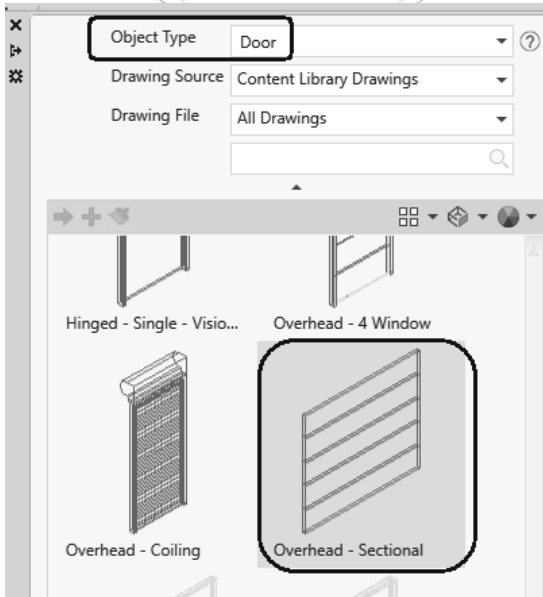 Object Type Door
Drawing Source Content Library Drawings
Drawing File All Drawings
Hinged - Single - Visio... Overhead - 4 Window
Overhead - Coiling Overhead - Sectional